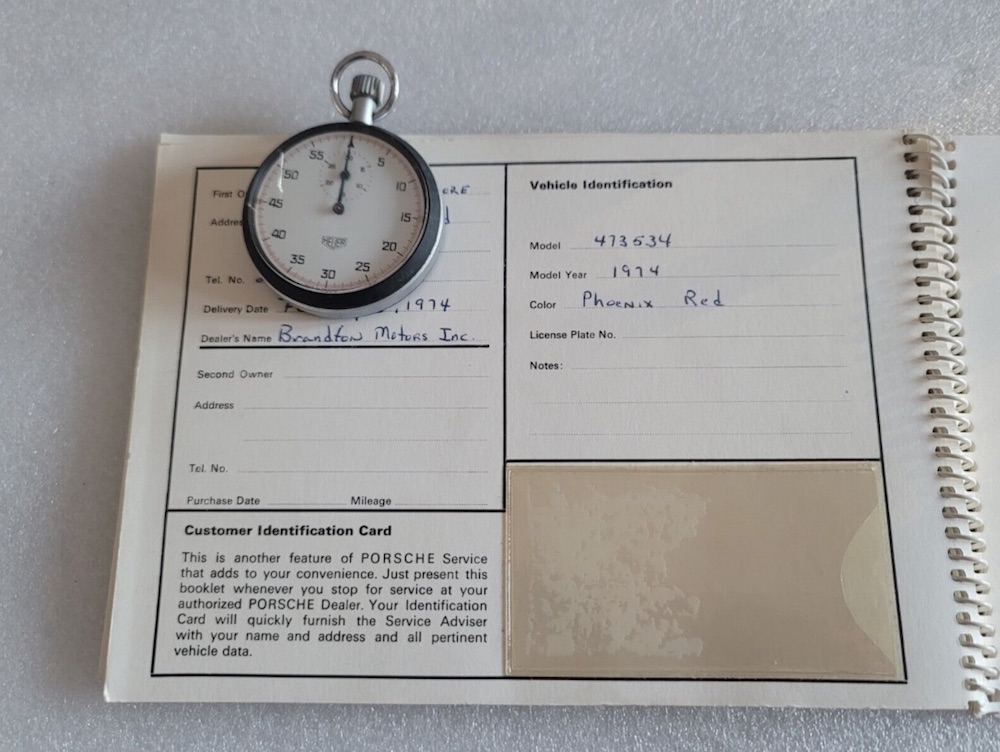 First
ORE
Vehicle Identification
Model 473534
Model Year 1974
Color Phoenix Red
License Plate No.
Notes:
Tel. No.
Delivery Date , 1974
Dealer's Name Brandtow Motors Inc.
Second Owner
Address
Tel. No.
Purchase Date Mileage
Customer Identification Card
This is another feature of PORSCHE Service
that adds to your convenience. Just present this
booklet whenever you stop for service at your
authorized PORSCHE Dealer. Your Identification
Card will quickly furnish the Service Adviser
with your name and address and all pertinent
vehicle data.
55
5
50
10
45
15
40
20
35
25
30
HEUER